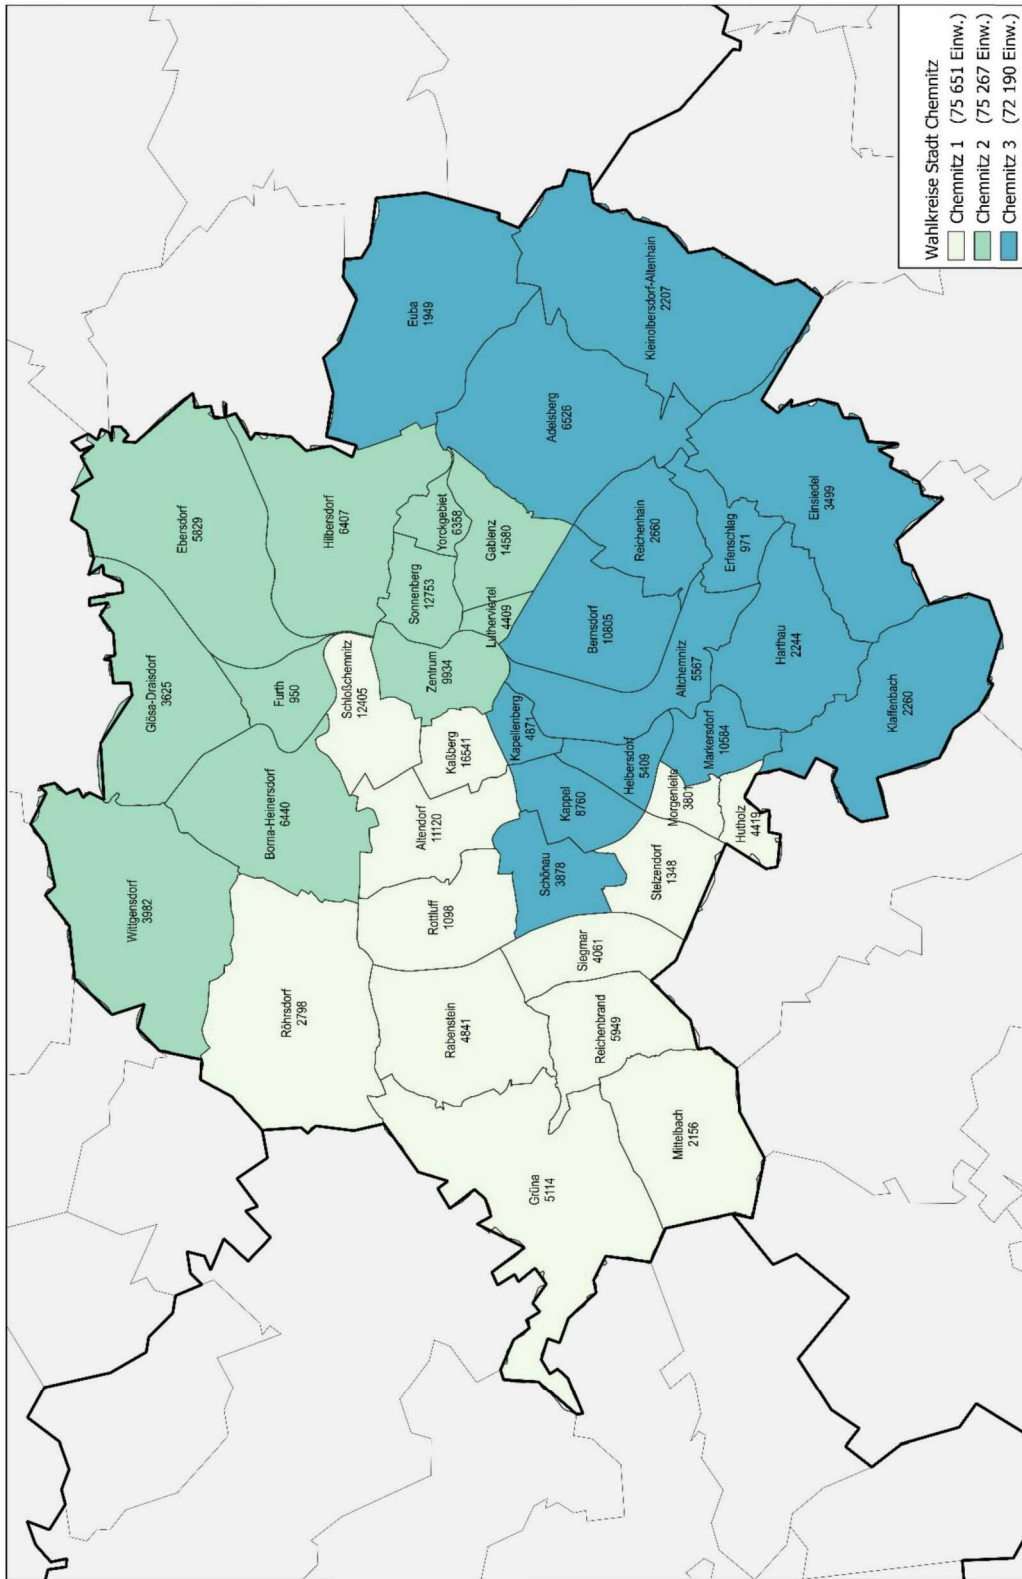 Wittgensdorf
3982
Glösa-Draisdorf
3625
Ebersdorf
5829
Borna-Heinersdorf
6440
Furth
950
Hilbersdorf
6407
Röhrsdorf
2798
Schloßchemnitz
12405
Euba
1949
Altendorf
11120
Kaßberg
16541
Zentrum
9934
Sonnenberg
12753
Yorckgebiet
6358
Rottluff
1098
Rabenstein
4841
Lutherviertel
4409
Gablenz
14580
Grüna
5114
Schönau
3878
Kappel
8760
Kapellenberg
4871
Adelsberg
6526
Reichenbrand
5949
Siegmar
4061
Bernsdorf
10805
Helbersdorf
5409
Reichenhain
2660
Kleinolbersdorf-Altenhain
2207
Stelzendorf
1348
Morgenleite
3801
Altchemnitz
5567
Mittelbach
2156
Markersdorf
10584
Erfenschlag
971
Hutholz
4419
Harthau
2244
Einsiedel
3499
Klaffenbach
2260
Wahlkreise Stadt Chemnitz
Chemnitz 1 (75 651 Einw.)
Chemnitz 2 (75 267 Einw.)
Chemnitz 3 (72 190 Einw.)